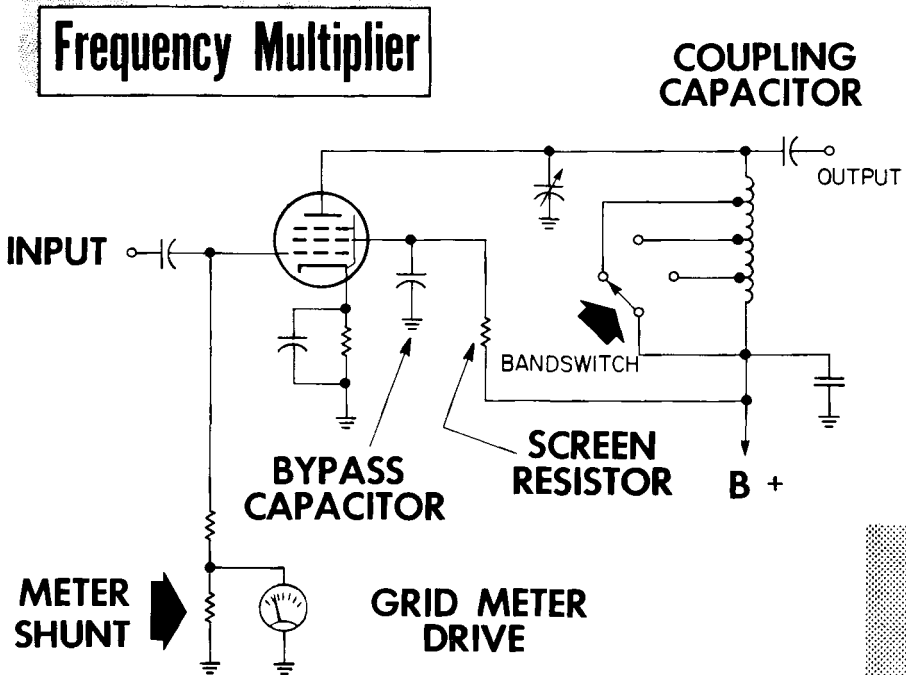 Frequency Multiplier
COUPLING
CAPACITOR
OUTPUT
INPUT
BANDSWITCH
BYPASS
CAPACITOR
SCREEN
RESISTOR
B +
METER
SHUNT
GRID METER
DRIVE